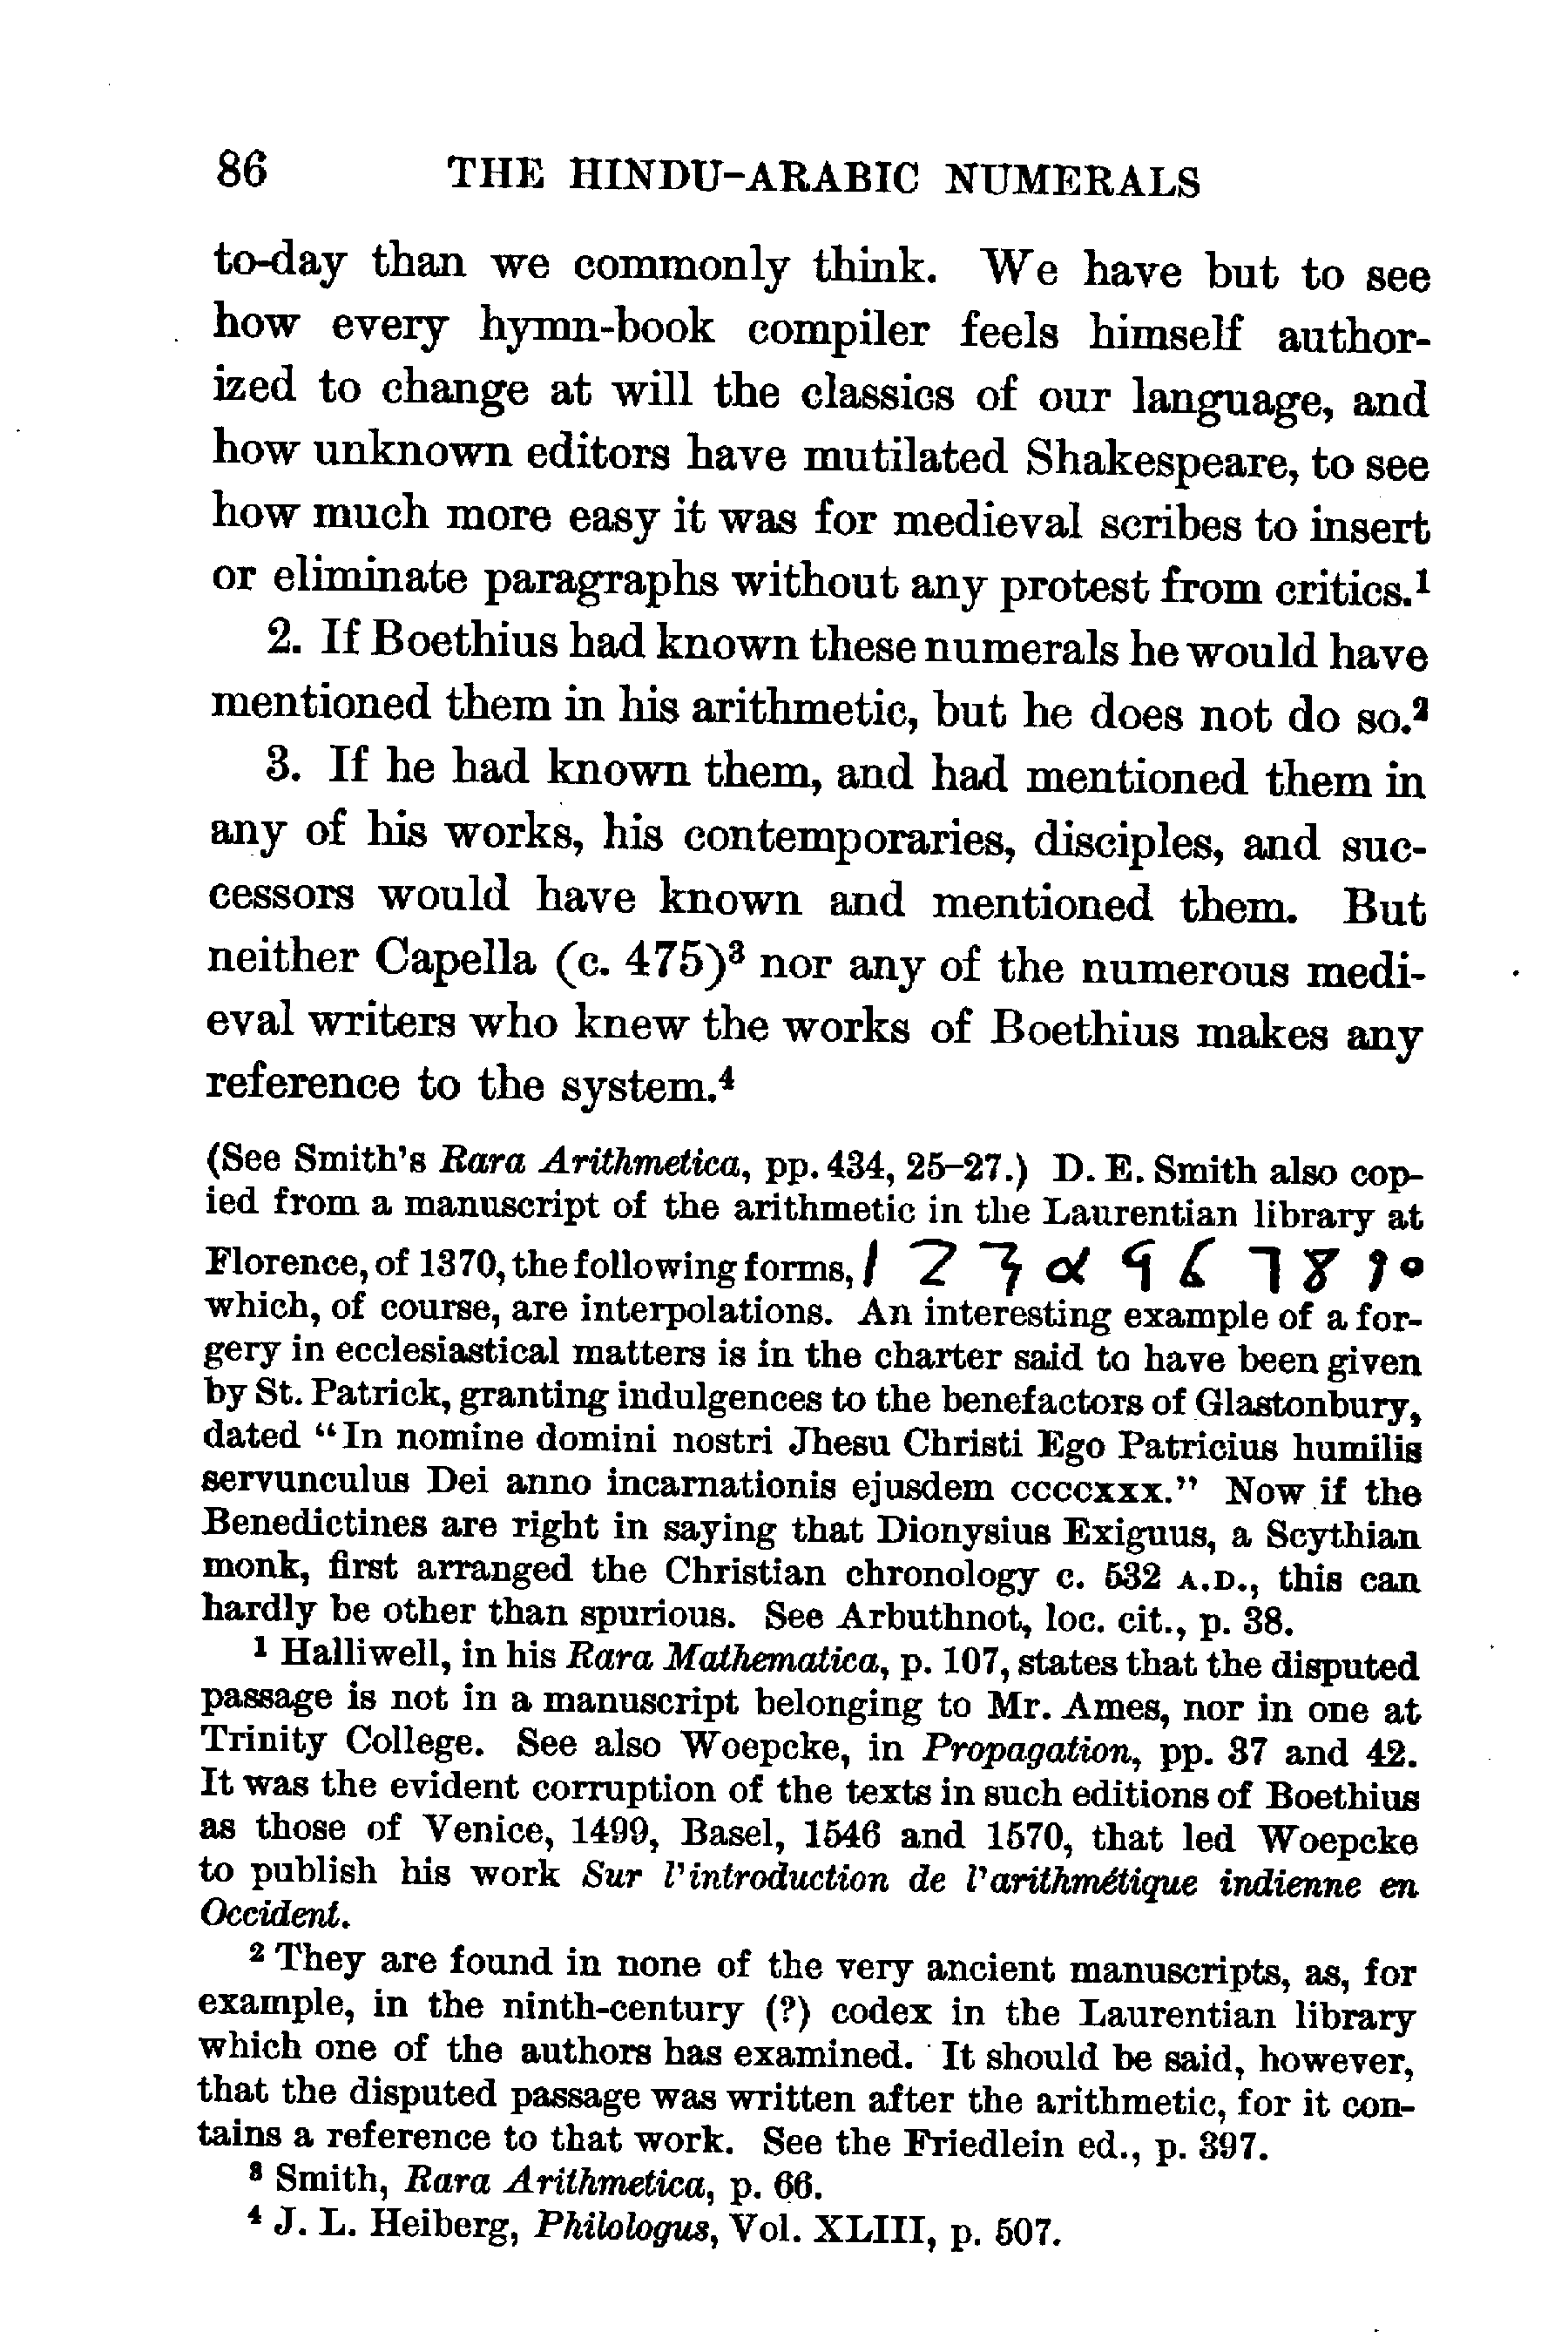 86 THE HINDU-ARABIC NUMERALS
to-day than we commonly think. We have but to see
how every hymn-book compiler feels himself author-
ized to change at will the classics of our language, and
how unknown editors have mutilated Shakespeare, to see
how much more easy it was for medieval scribes to insert
or eliminate paragraphs without any protest from critics.¹
2. If Boethius had known these numerals he would have
mentioned them in his arithmetic, but he does not do so.²
3. If he had known them, and had mentioned them in
any of his works, his contemporaries, disciples, and suc-
cessors would have known and mentioned them. But
neither Capella (c. 475)³ nor any of the numerous medi-
eval writers who knew the works of Boethius makes any
reference to the system.⁴
(See Smith's Rara Arithmetica, pp. 434, 25–27.) D. E. Smith also cop-
ied from a manuscript of the arithmetic in the Laurentian library at
Florence, of 1370, the following forms,
which, of course, are interpolations. An interesting example of a for-
gery in ecclesiastical matters is in the charter said to have been given
by St. Patrick, granting indulgences to the benefactors of Glastonbury,
dated “In nomine domini nostri Jhesu Christi Ego Patricius humilis
servunculus Dei anno incarnationis ejusdem ccccxxx.” Now if the
Benedictines are right in saying that Dionysius Exiguus, a Scythian
monk, first arranged the Christian chronology c. 532 A.D., this can
hardly be other than spurious. See Arbuthnot, loc. cit., p. 38.
¹ Halliwell, in his Rara Mathematica, p. 107, states that the disputed
passage is not in a manuscript belonging to Mr. Ames, nor in one at
Trinity College. See also Woepcke, in Propagation, pp. 37 and 42.
It was the evident corruption of the texts in such editions of Boethius
as those of Venice, 1499, Basel, 1546 and 1570, that led Woepcke
to publish his work Sur l'introduction de l'arithmétique indienne en
Occident.
² They are found in none of the very ancient manuscripts, as, for
example, in the ninth-century (?) codex in the Laurentian library
which one of the authors has examined. It should be said, however,
that the disputed passage was written after the arithmetic, for it con-
tains a reference to that work. See the Friedlein ed., p. 397.
³ Smith, Rara Arithmetica, p. 66.
⁴ J. L. Heiberg, Philologus, Vol. XLIII, p. 507.